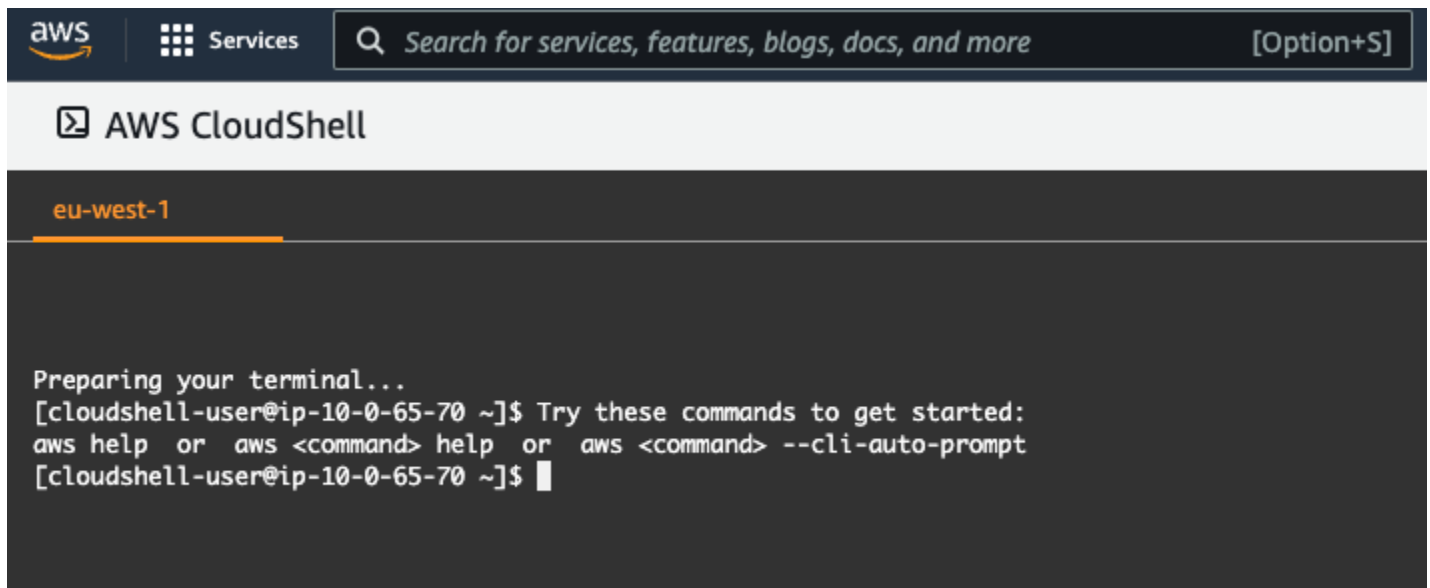 aws Services Search for services, features, blogs, docs, and more [Option+S]
AWS CloudShell
eu-west-1
Preparing your terminal...
[cloudshell-user@ip-10-0-65-70 ~]$ Try these commands to get started:
aws help  or  aws <command> help  or  aws <command> --cli-auto-prompt
[cloudshell-user@ip-10-0-65-70 ~]$